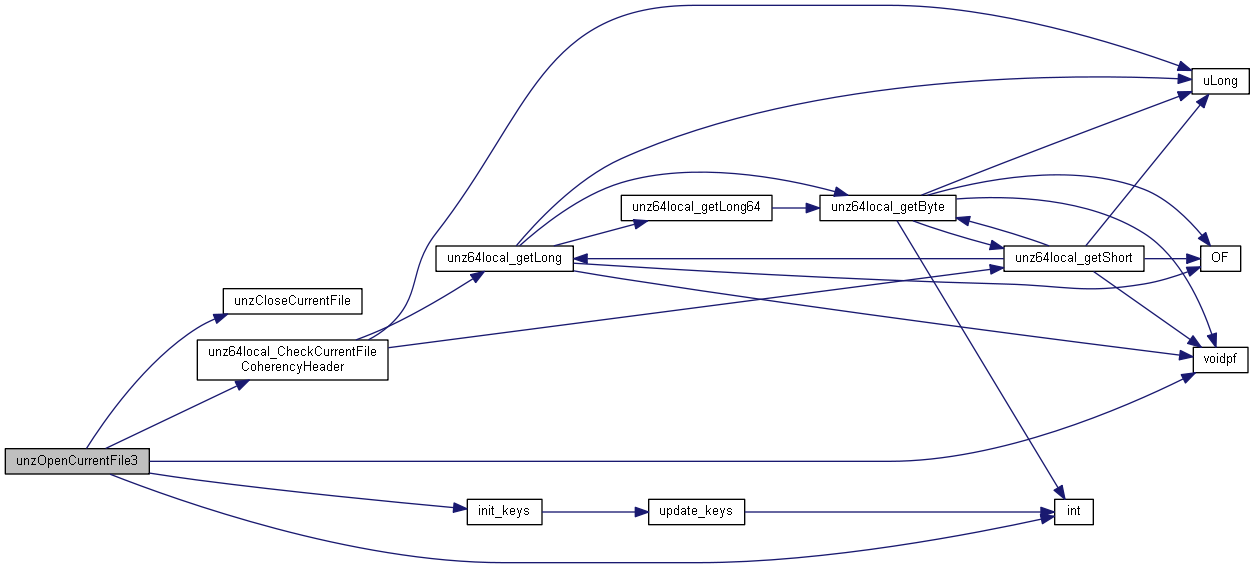 uLong
unz64local_getLong64
unz64local_getByte
unz64local_getLong
unz64local_getShort
OF
unzCloseCurrentFile
unz64local_CheckCurrentFile
CoherencyHeader
voidpf
unzOpenCurrentFile3
init_keys
update_keys
int